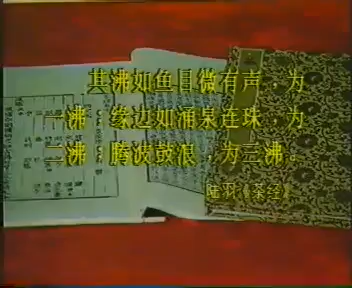 其沸如鱼目微有声，为
一沸，缘边如涌泉连珠，为
二沸，腾波鼓浪，为三沸。
陆羽《茶经》